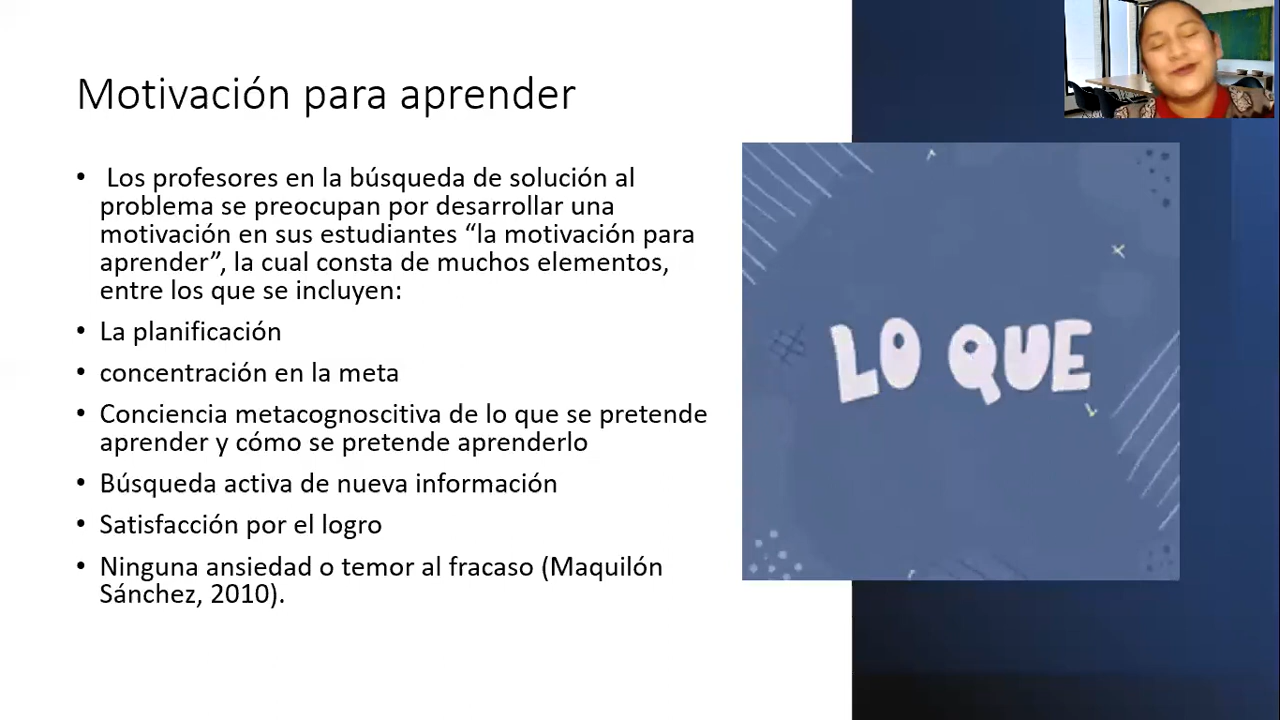 Motivación para aprender
• Los profesores en la búsqueda de solución al
problema se preocupan por desarrollar una
motivación en sus estudiantes “la motivación para
aprender”, la cual consta de muchos elementos,
entre los que se incluyen:
• La planificación
• concentración en la meta
• Conciencia metacognoscitiva de lo que se pretende
aprender y cómo se pretende aprenderlo
• Búsqueda activa de nueva información
• Satisfacción por el logro
• Ninguna ansiedad o temor al fracaso (Maquilón
Sánchez, 2010).
LO QUE